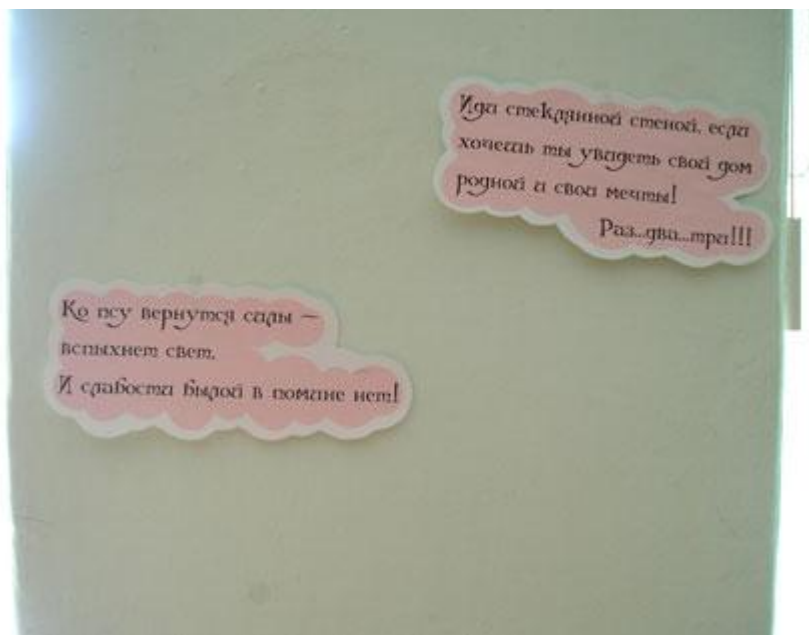 Иди стеклянной стеной, если
хочешь ты увидеть свой дом
родной и свои мечты!
Раз...два...три!!!
Ко псу вернутся силы –
вспыхнет свет,
И слабости былой в помине нет!